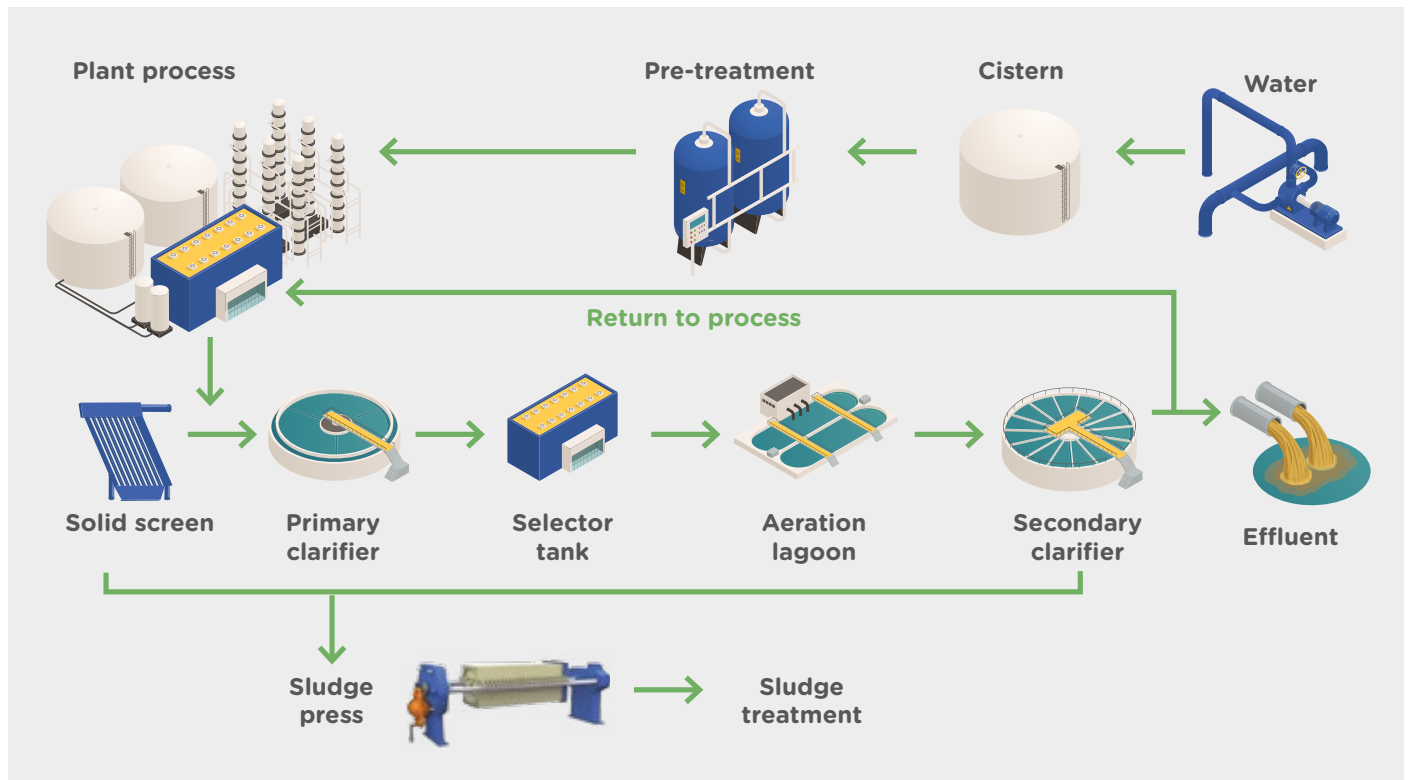 Plant process
Pre-treatment
Cistern
Water
Return to process
Solid screen
Primary
clarifier
Selector
tank
Aeration
lagoon
Secondary
clarifier
Effluent
Sludge
press
Sludge
treatment